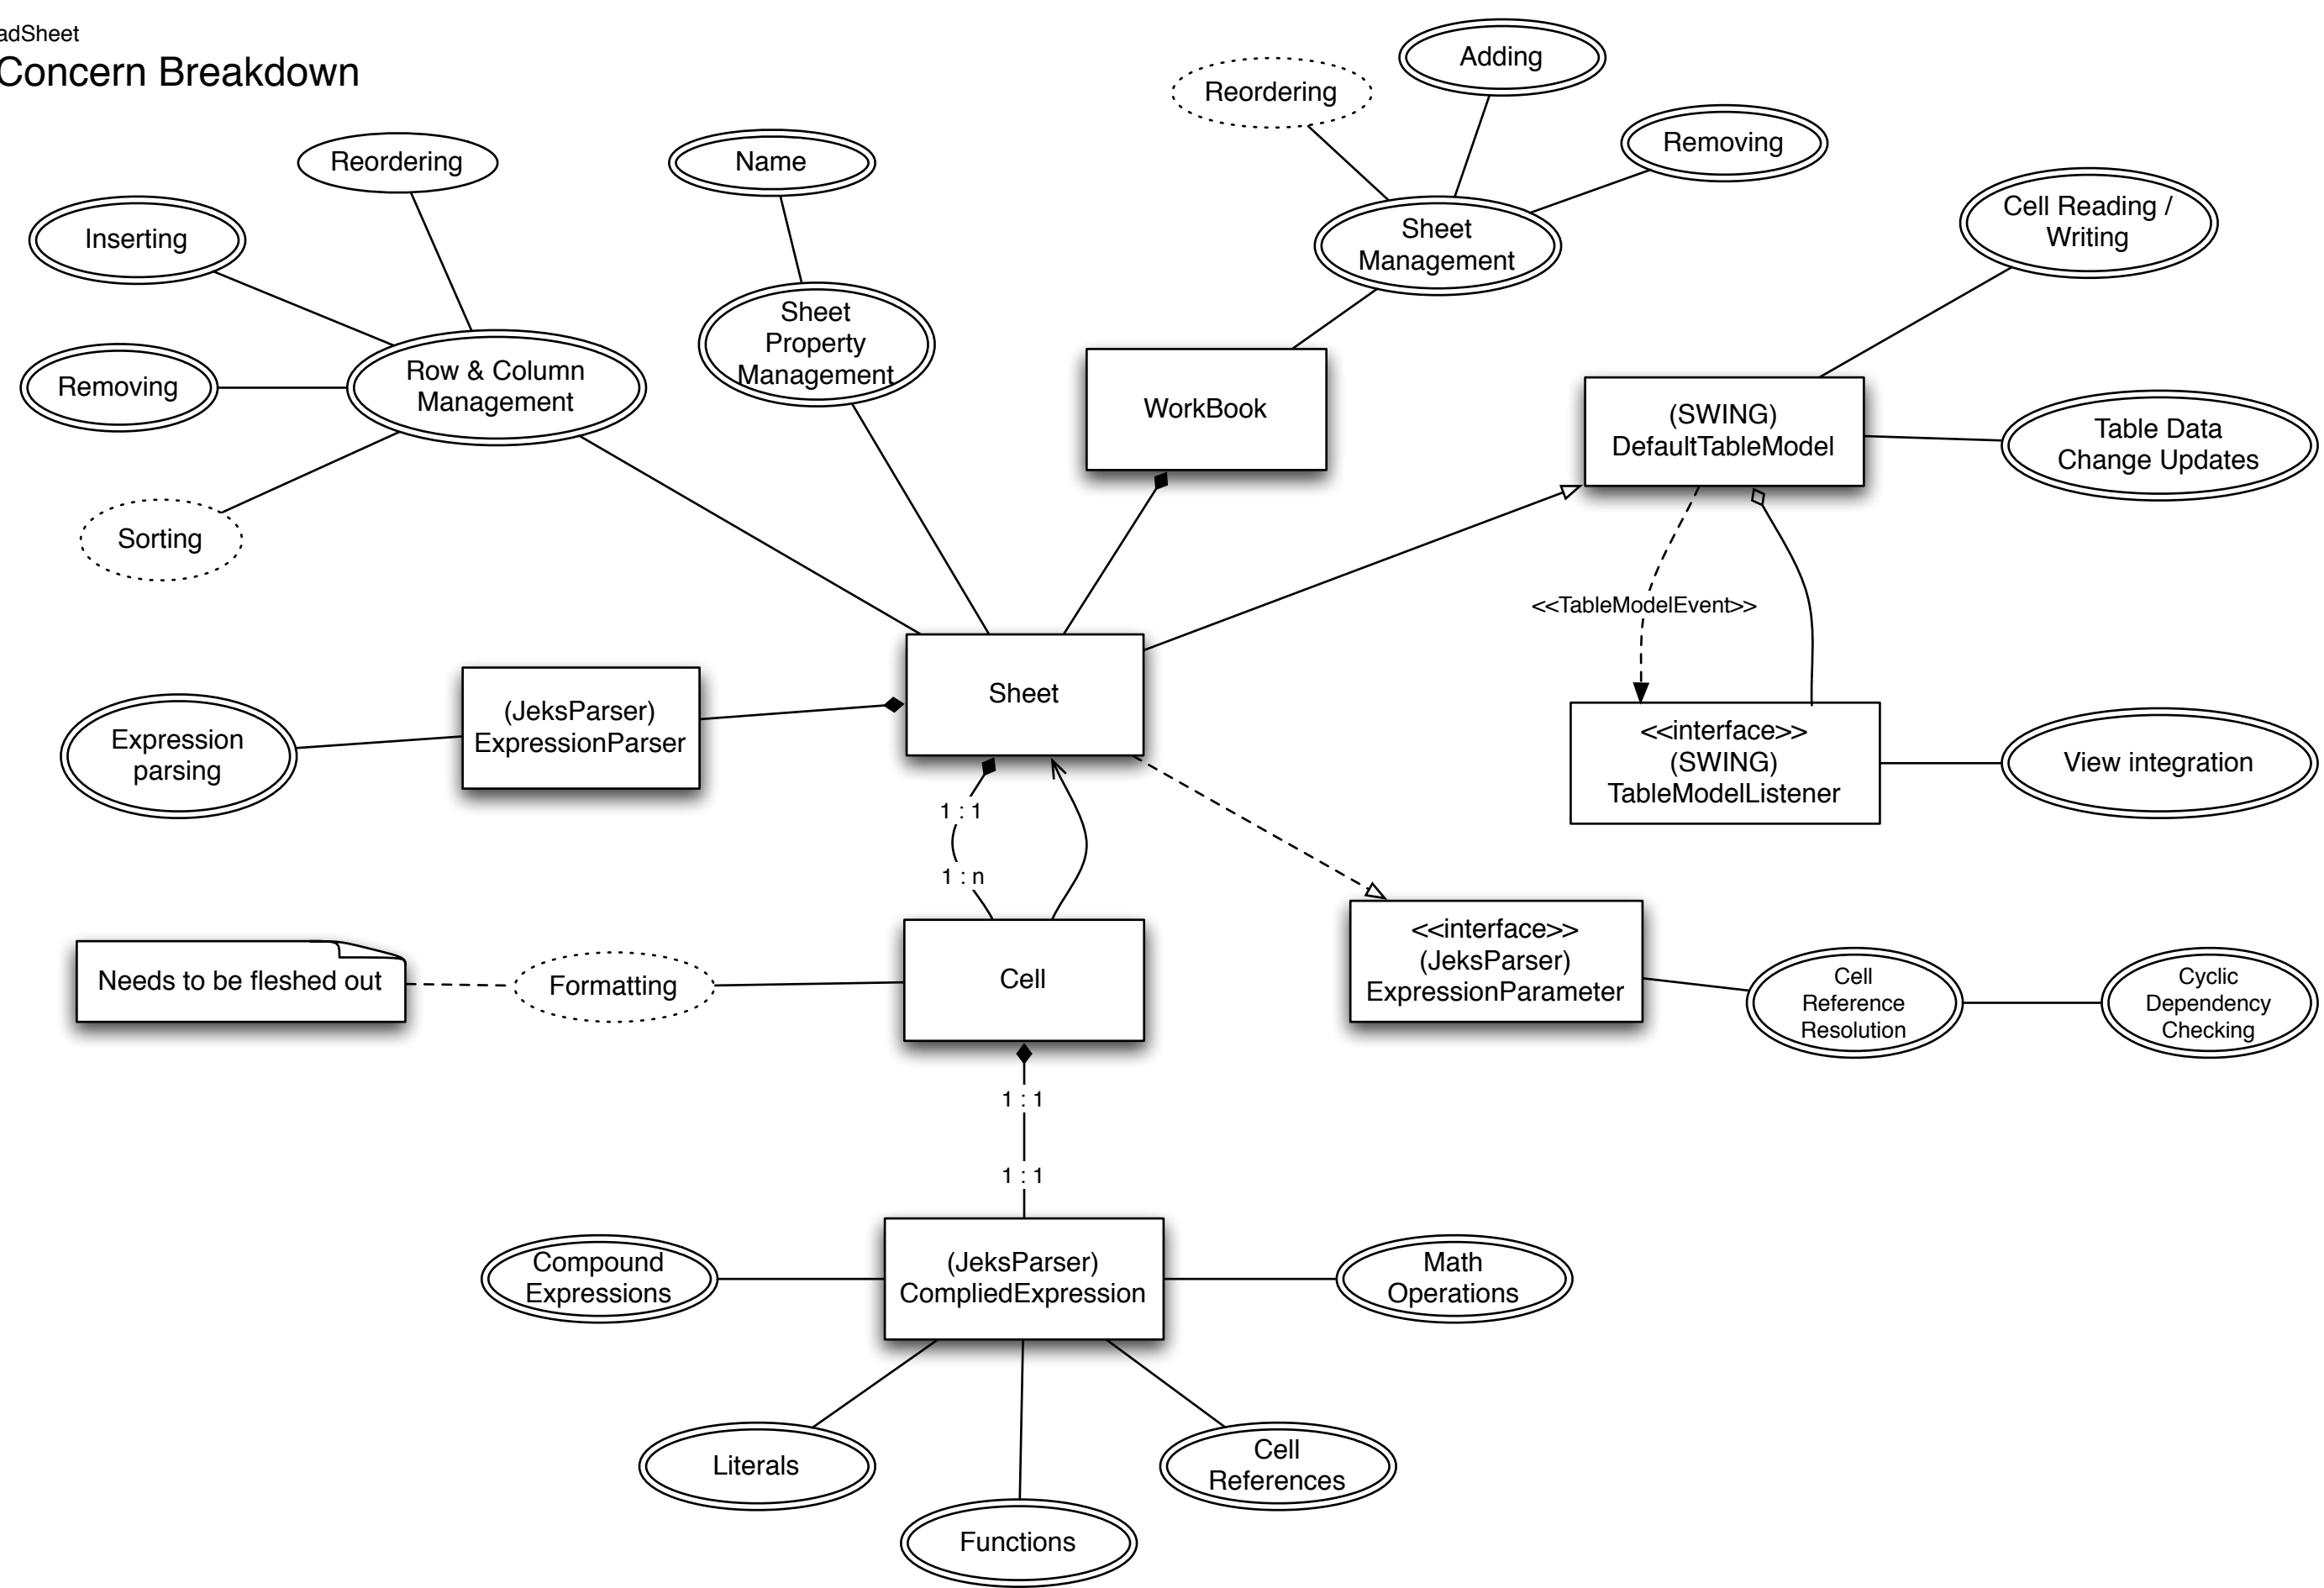 adSheet
Concern Breakdown
Adding
Reordering
Removing
Reordering
Name
Cell Reading /
Writing
Inserting
Sheet
Management
Sheet
Property
Management
Removing
Row & Column
Management
WorkBook
(SWING)
DefaultTableModel
Table Data
Change Updates
Sorting
<<TableModelEvent>>
Sheet
(JeksParser)
ExpressionParser
Expression
parsing
<<interface>>
(SWING)
TableModelListener
View integration
1 : 1
1 : n
<<interface>>
(JeksParser)
ExpressionParameter
Needs to be fleshed out
Formatting
Cell
Cell
Reference
Resolution
Cyclic
Dependency
Checking
1 : 1
1 : 1
Compound
Expressions
(JeksParser)
CompliedExpression
Math
Operations
Literals
Cell
References
Functions